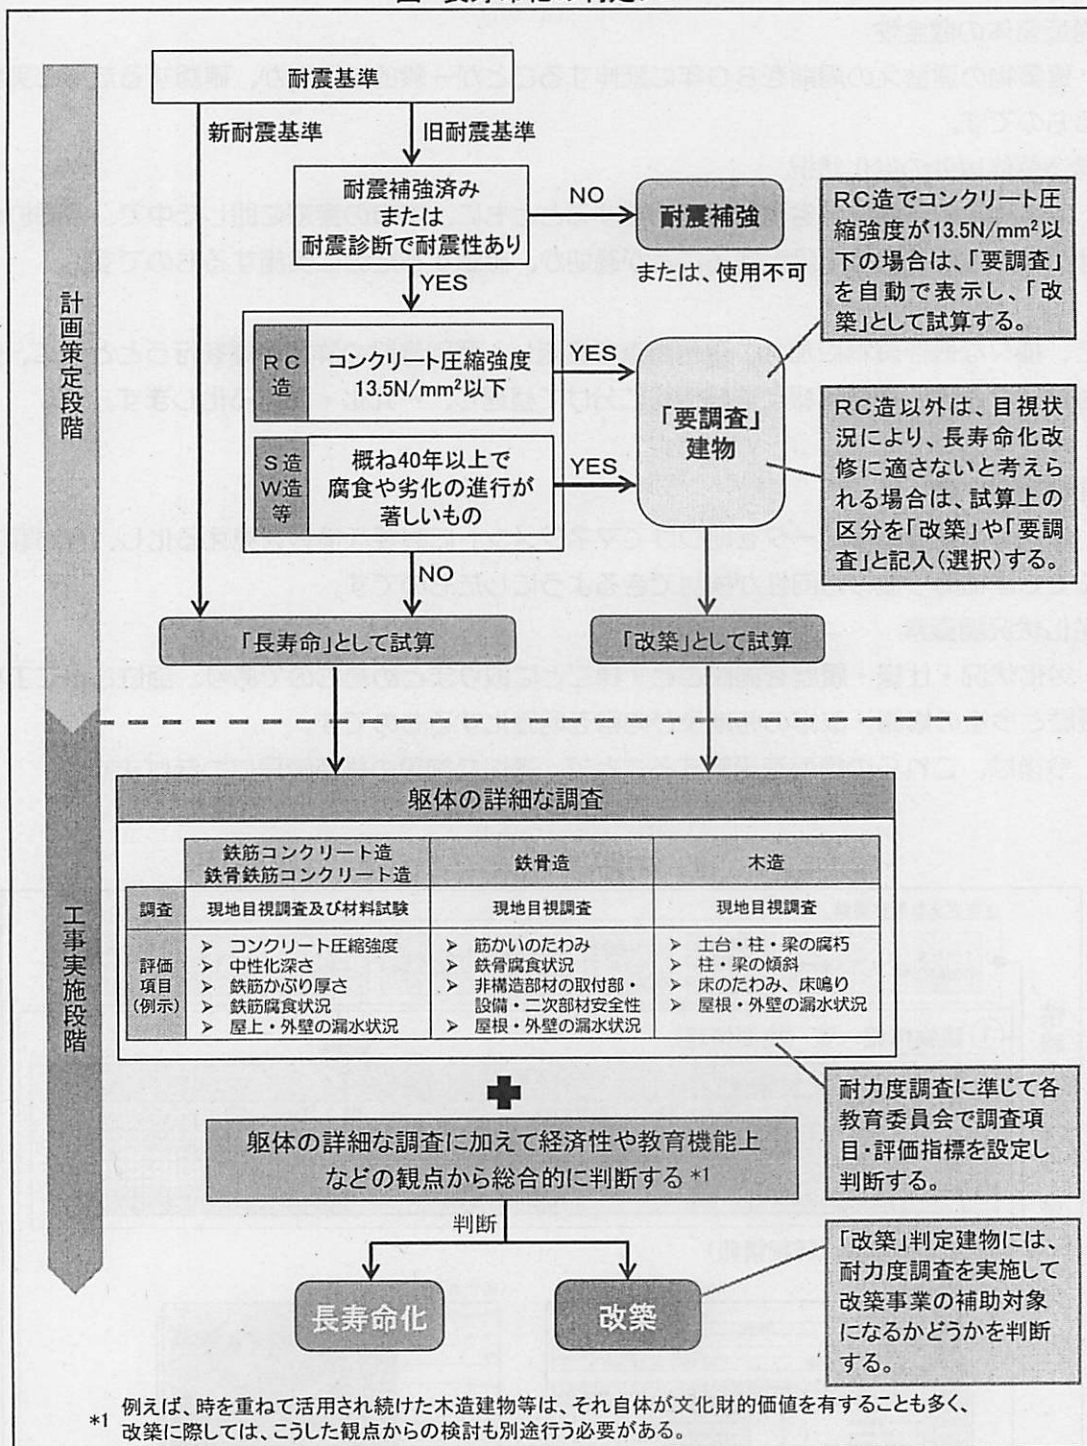 耐震基準
新耐震基準
旧耐震基準
耐震補強済み
または
耐震診断で耐震性あり
NO
耐震補強
または、使用不可
YES
RC造でコンクリート圧
縮強度が13.5N/mm²以
下の場合は、「要調査」
を自動で表示し、「改
築」として試算する。
計画策定段階
RC
造
コンクリート圧縮強度
13.5N/mm²以下
YES
S造
W造
等
概ね40年以上で
腐食や劣化の進行が
著しいもの
YES
「要調査」
建物
RC造以外は、目視状
況により、長寿命化改
修に適さないと考えら
れる場合は、試算上の
区分を「改築」や「要調
査」と記入(選択)する。
NO
「長寿命」として試算
「改築」として試算
工事実施段階
躯体の詳細な調査
鉄筋コンクリート造
鉄骨鉄筋コンクリート造
鉄骨造
木造
調査
現地目視調査及び材料試験
現地目視調査
現地目視調査
評価
項目
(例示)
➢ コンクリート圧縮強度
➢ 中性化深さ
➢ 鉄筋かぶり厚さ
➢ 鉄筋腐食状況
➢ 屋上・外壁の漏水状況
➢ 筋かいのたわみ
➢ 鉄骨腐食状況
➢ 非構造部材の取付部・
設備・二次部材安全性
➢ 屋根・外壁の漏水状況
➢ 土台・柱・梁の腐朽
➢ 柱・梁の傾斜
➢ 床のたわみ、床鳴り
➢ 屋根・外壁の漏水状況
耐力度調査に準じて各
教育委員会で調査項
目・評価指標を設定し
判断する。
躯体の詳細な調査に加えて経済性や教育機能上
などの観点から総合的に判断する *1
判断
長寿命化
改築
「改築」判定建物には、
耐力度調査を実施して
改築事業の補助対象
になるかどうかを判断
する。
*1 例えば、時を重ねて活用され続けた木造建物等は、それ自体が文化財的価値を有することも多く、
改築に際しては、こうした観点からの検討も別途行う必要がある。